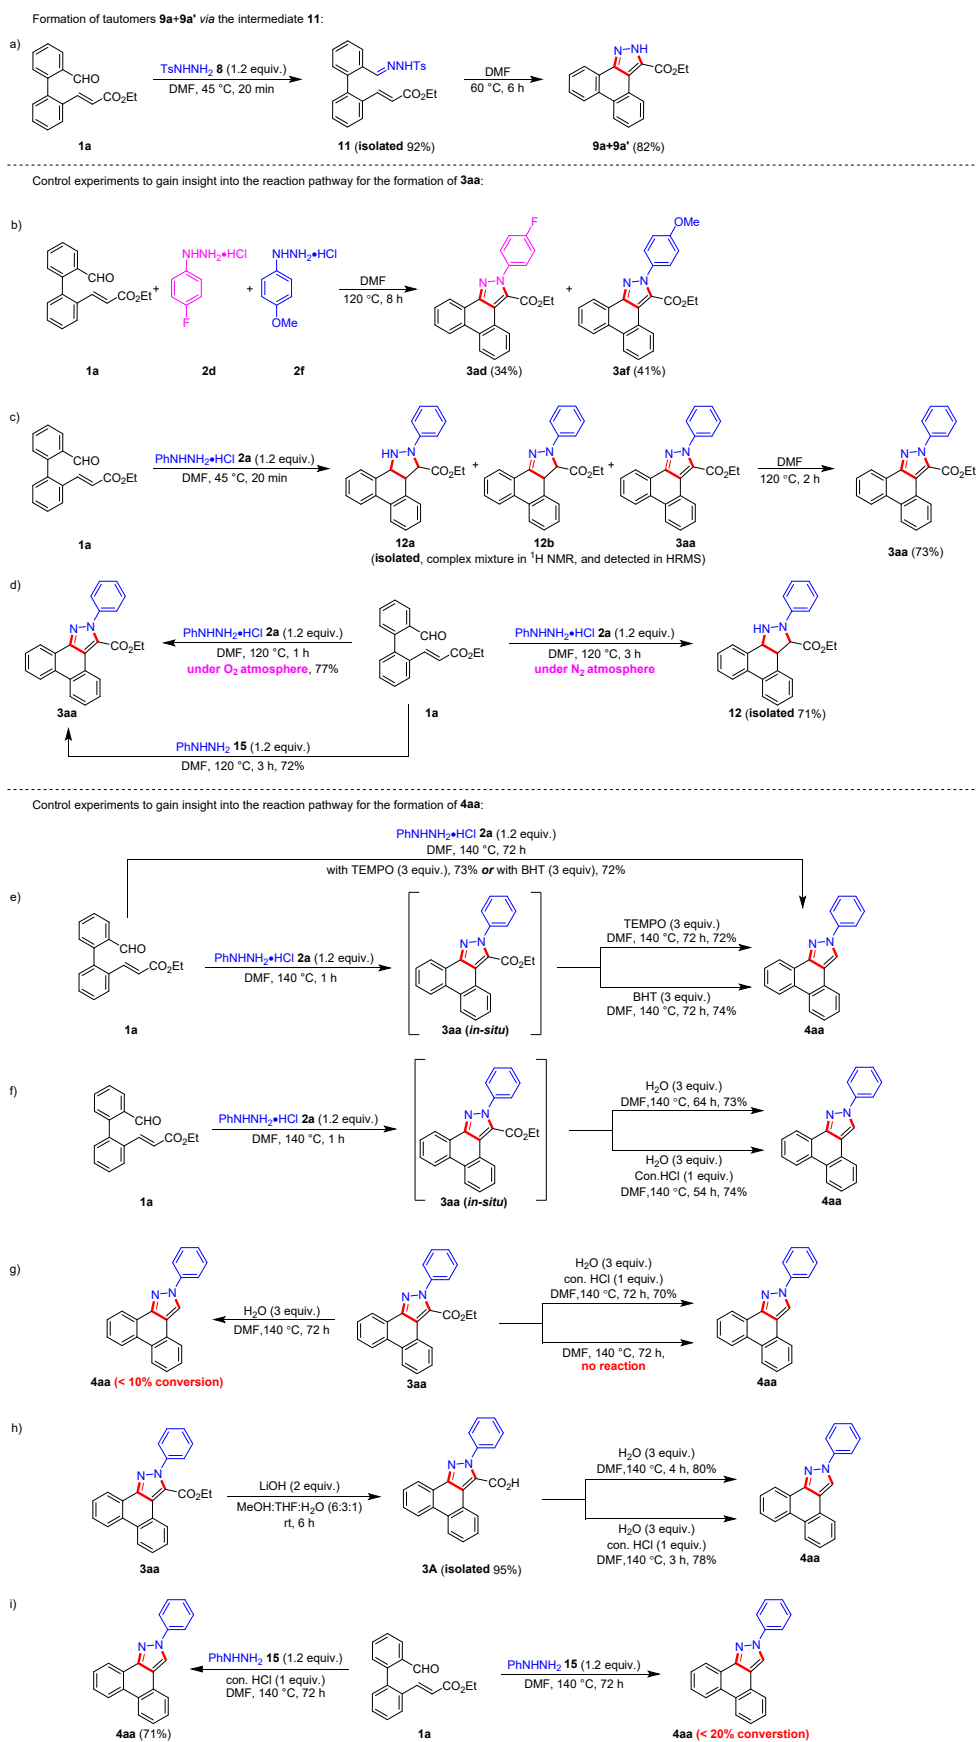 Formation of tautomers 9a+9a' via the intermediate 11:
a)
CHO
CO₂Et
1a
TsNHNH₂ 8 (1.2 equiv.)
DMF, 45 °C, 20 min
NNHTs
CO₂Et
11 (isolated 92%)
DMF
60 °C, 6 h
N NH
CO₂Et
9a+9a' (82%)
Control experiments to gain insight into the reaction pathway for the formation of 3aa:
b)
CHO
CO₂Et
1a
+
NHNH₂•HCl
F
2d
+
NHNH₂•HCl
OMe
2f
DMF
120 °C, 8 h
F
N N
CO₂Et
3ad (34%)
+
OMe
N N
CO₂Et
3af (41%)
c)
CHO
CO₂Et
1a
PhNHNH₂•HCl 2a (1.2 equiv.)
DMF, 45 °C, 20 min
HN N
CO₂Et
12a
+
N N
CO₂Et
12b
+
N N
CO₂Et
3aa
(isolated, complex mixture in ¹H NMR, and detected in HRMS)
DMF
120 °C, 2 h
N N
CO₂Et
3aa (73%)
d)
N N
CO₂Et
3aa
PhNHNH₂•HCl 2a (1.2 equiv.)
DMF, 120 °C, 1 h
under O₂ atmosphere, 77%
CHO
CO₂Et
1a
PhNHNH₂•HCl 2a (1.2 equiv.)
DMF, 120 °C, 3 h
under N₂ atmosphere
HN N
CO₂Et
12 (isolated 71%)
PhNHNH₂ 15 (1.2 equiv.)
DMF, 120 °C, 3 h, 72%
Control experiments to gain insight into the reaction pathway for the formation of 4aa:
PhNHNH₂•HCl 2a (1.2 equiv.)
DMF, 140 °C, 72 h
with TEMPO (3 equiv.), 73% or with BHT (3 equiv), 72%
e)
CHO
CO₂Et
1a
PhNHNH₂•HCl 2a (1.2 equiv.)
DMF, 140 °C, 1 h
N N
CO₂Et
3aa (in-situ)
TEMPO (3 equiv.)
DMF, 140 °C, 72 h, 72%
BHT (3 equiv.)
DMF, 140 °C, 72 h, 74%
N N
4aa
f)
CHO
CO₂Et
1a
PhNHNH₂•HCl 2a (1.2 equiv.)
DMF, 140 °C, 1 h
N N
CO₂Et
3aa (in-situ)
H₂O (3 equiv.)
DMF,140 °C, 64 h, 73%
H₂O (3 equiv.)
Con.HCl (1 equiv.)
DMF,140 °C, 54 h, 74%
N N
4aa
g)
N N
4aa (< 10% conversion)
H₂O (3 equiv.)
DMF,140 °C, 72 h
N N
CO₂Et
3aa
H₂O (3 equiv.)
con. HCl (1 equiv.)
DMF,140 °C, 72 h, 70%
DMF, 140 °C, 72 h,
no reaction
N N
4aa
h)
N N
CO₂Et
3aa
LiOH (2 equiv.)
MeOH:THF:H₂O (6:3:1)
rt, 6 h
N N
CO₂H
3A (isolated 95%)
H₂O (3 equiv.)
DMF,140 °C, 4 h, 80%
H₂O (3 equiv.)
con. HCl (1 equiv.)
DMF,140 °C, 3 h, 78%
N N
4aa
i)
N N
4aa (71%)
PhNHNH₂ 15 (1.2 equiv.)
con. HCl (1 equiv.)
DMF, 140 °C, 72 h
CHO
CO₂Et
1a
PhNHNH₂ 15 (1.2 equiv.)
DMF, 140 °C, 72 h
N N
4aa (< 20% converstion)